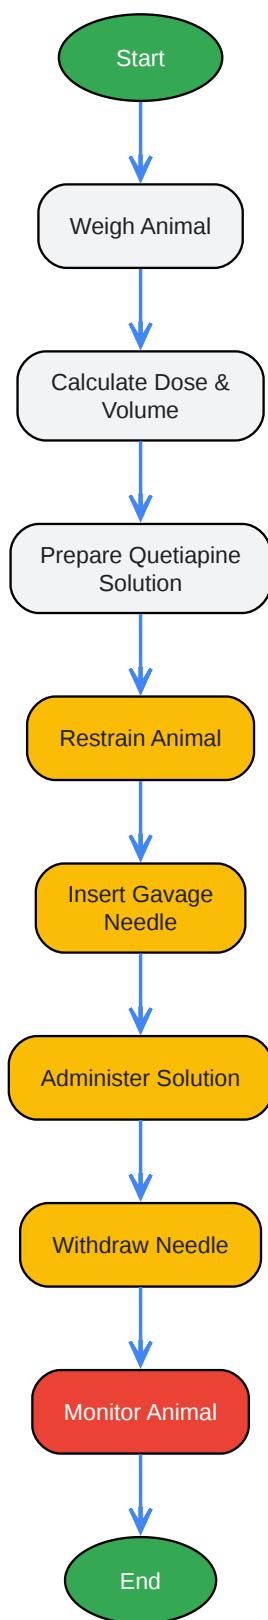 Start
Weigh Animal
Calculate Dose &
Volume
Prepare Quetiapine
Solution
Restrain Animal
Insert Gavage
Needle
Administer Solution
Withdraw Needle
Monitor Animal
End